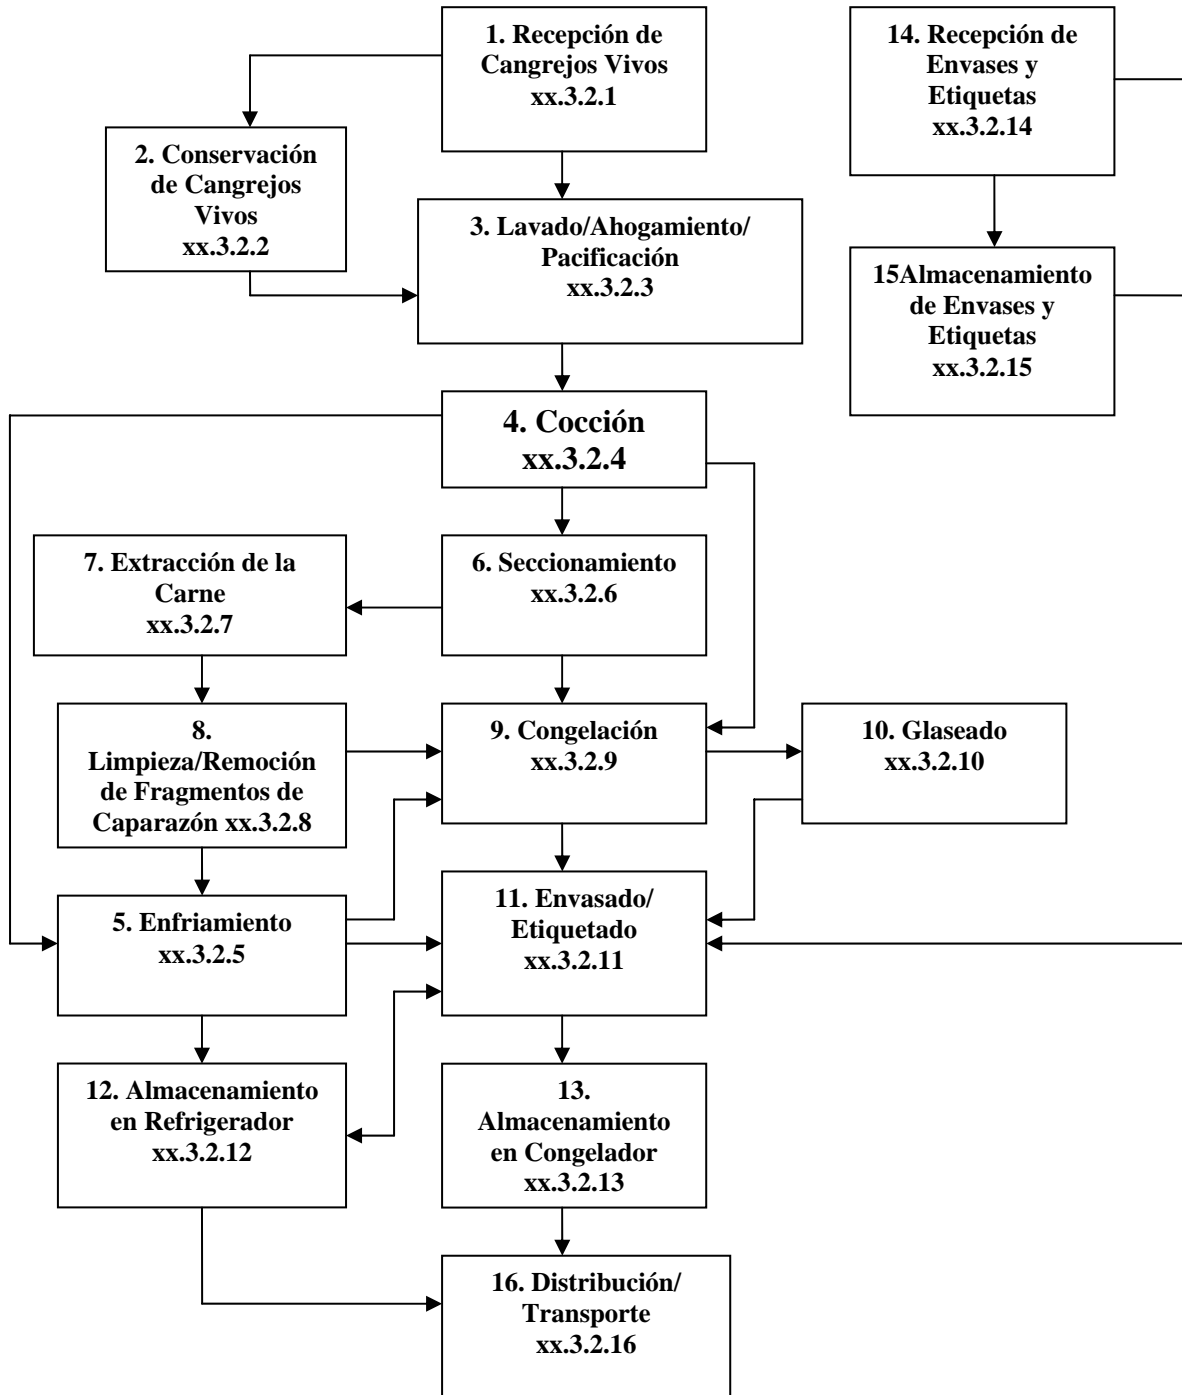 1. Recepción de
Cangrejos Vivos
xx.3.2.1
14. Recepción de
Envases y
Etiquetas
xx.3.2.14
2. Conservación
de Cangrejos
Vivos
xx.3.2.2
3. Lavado/Ahogamiento/
Pacificación
xx.3.2.3
15Almacenamiento
de Envases y
Etiquetas
xx.3.2.15
4. Cocción
xx.3.2.4
7. Extracción de la
Carne
xx.3.2.7
6. Seccionamiento
xx.3.2.6
8.
Limpieza/Remoción
de Fragmentos de
Caparazón xx.3.2.8
9. Congelación
xx.3.2.9
10. Glaseado
xx.3.2.10
5. Enfriamiento
xx.3.2.5
11. Envasado/
Etiquetado
xx.3.2.11
12. Almacenamiento
en Refrigerador
xx.3.2.12
13.
Almacenamiento
en Congelador
xx.3.2.13
16. Distribución/
Transporte
xx.3.2.16